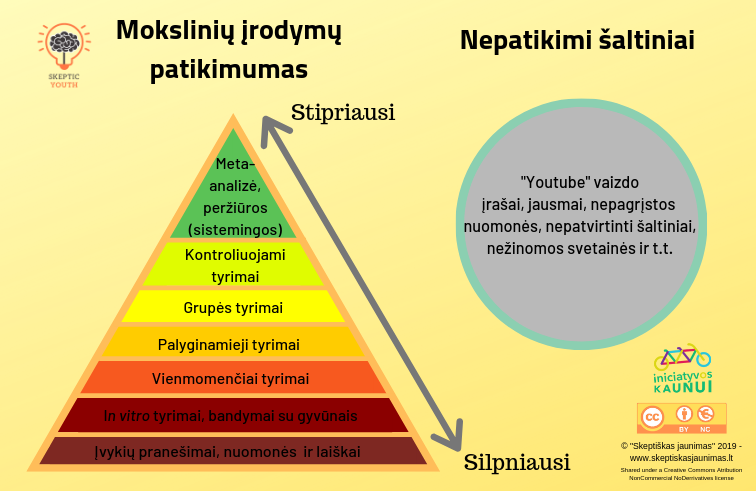 SKEPTIC
YOUTH
Mokslinių įrodymų
patikimumas
Stipriausi
Meta-
analizė,
peržiūros
(sistemingos)
Kontroliuojami
tyrimai
Grupės tyrimai
Palyginamieji tyrimai
Vienmomenčiai tyrimai
In vitro tyrimai, bandymai su gyvūnais
Įvykių pranešimai, nuomonės ir laiškai
Silpniausi
Nepatikimi šaltiniai
"Youtube" vaizdo
įrašai, jausmai, nepagrįstos
nuomonės, nepatvirtinti šaltiniai,
nežinomos svetainės ir t.t.
iniciatyvos
KAUNUI
cc
BY NC
© "Skeptiškas jaunimas" 2019 -
www.skeptiskasjaunimas.lt
Shared under a Creative Commons Atribution
NonCommercial NoDerrivatives license